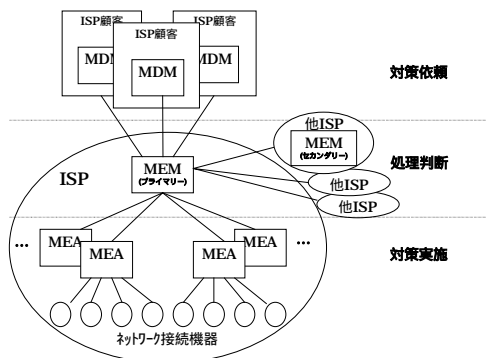 ISP顧客
ISP顧客
ISP顧客
MDM
MDM
MDM
対策依頼
他ISP
MEM
(セカンダリー)
処理判断
ISP
MEM
(プライマリー)
他ISP
他ISP
... MEA MEA MEA MEA ...
対策実施
ネットワーク接続機器